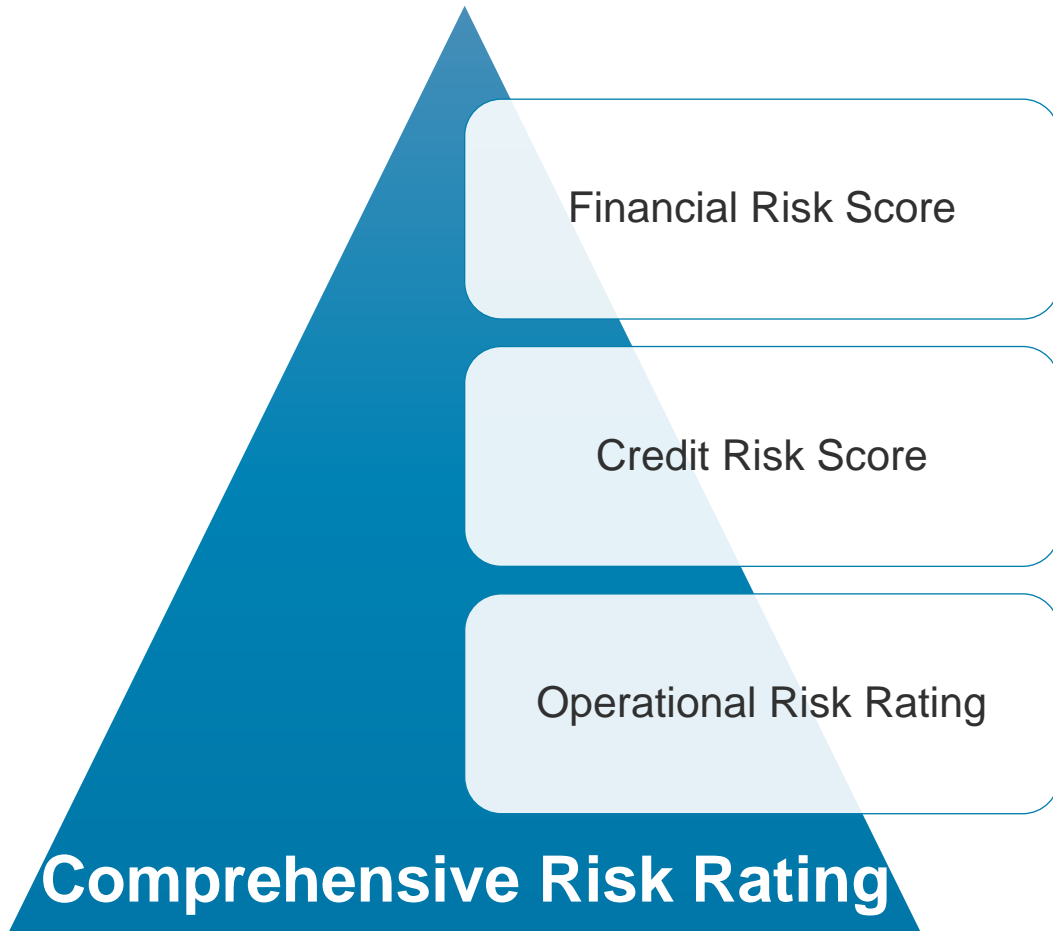 Financial Risk Score
Credit Risk Score
Operational Risk Rating
Comprehensive Risk Rating